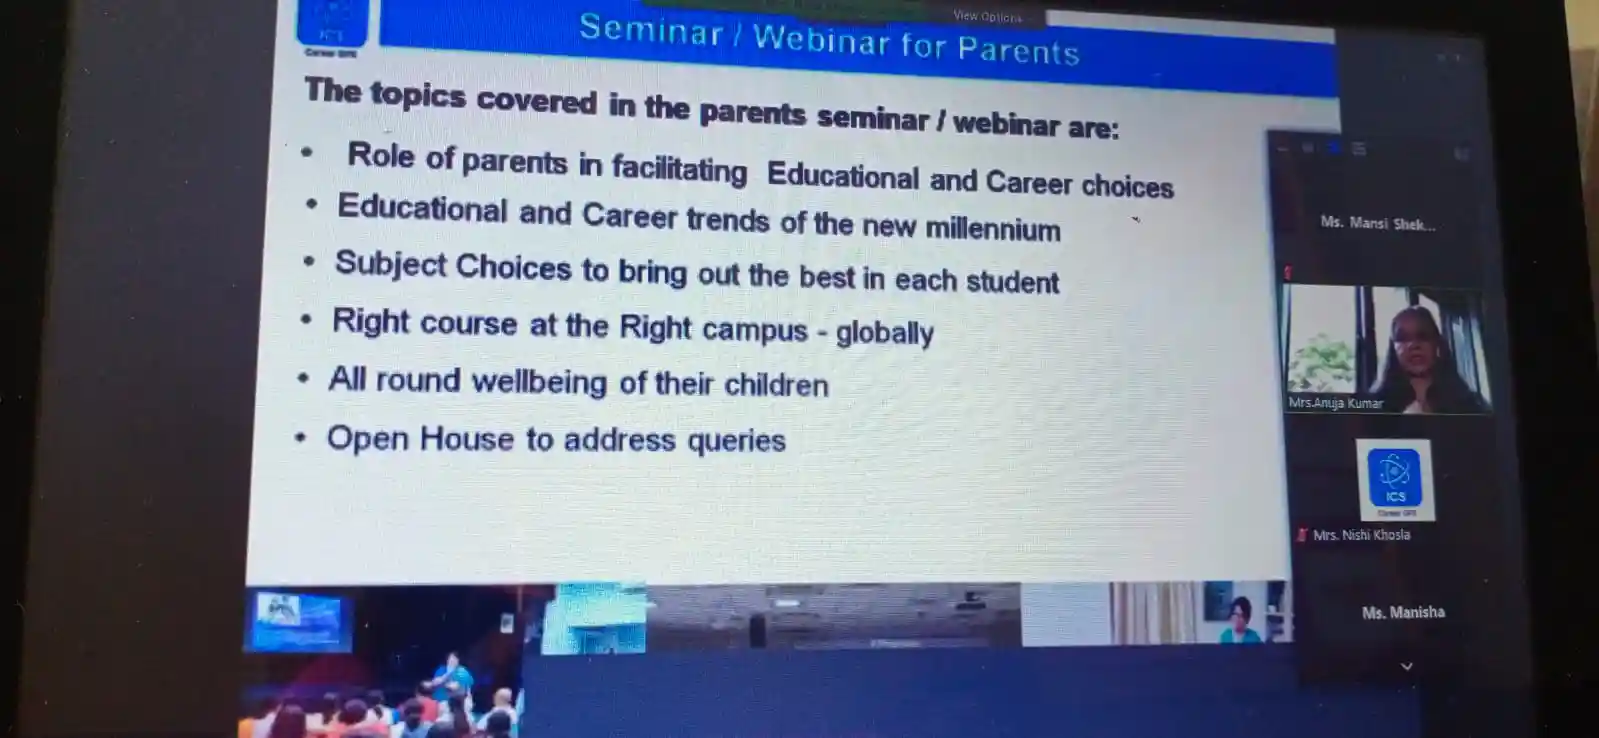 View Options
ICS
Career GPS
Seminar / Webinar for Parents
The topics covered in the parents seminar / webinar are:
• Role of parents in facilitating Educational and Career choices
• Educational and Career trends of the new millennium
• Subject Choices to bring out the best in each student
• Right course at the Right campus - globally
• All round wellbeing of their children
• Open House to address queries
Ms. Mansi Shek...
Mrs.Anuja Kumar
ICS
Career GPS
Mrs. Nishi Khosla
Ms. Manisha